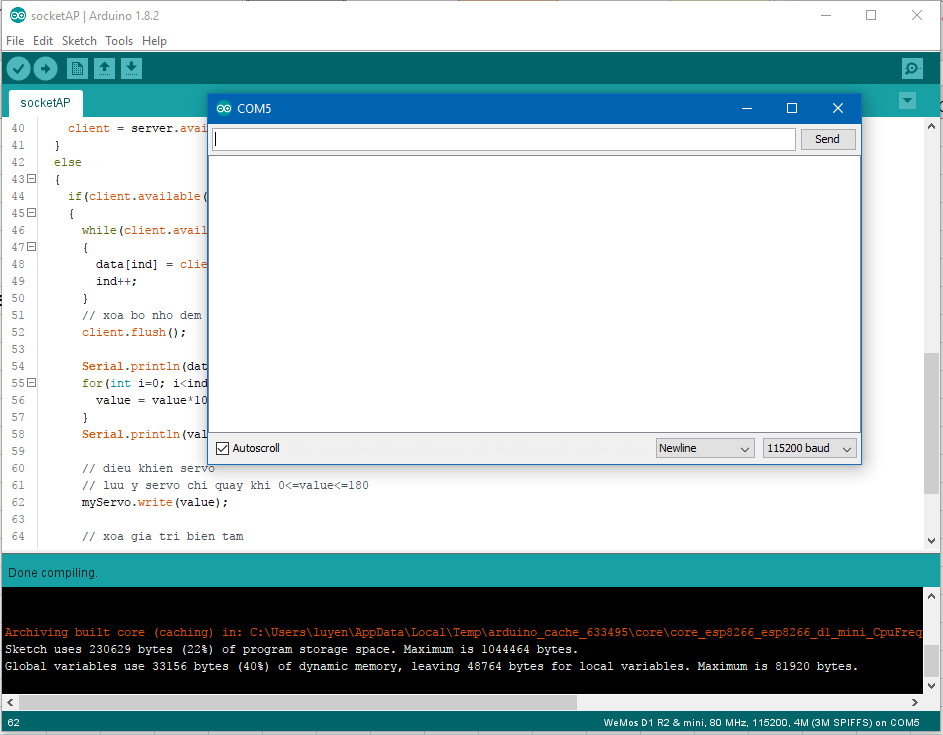 socketAP | Arduino 1.8.2
File Edit Sketch Tools Help
socketAP
COM5
Send
40 client = server.avai
41 }
42 else
43 {
44 if(client.available(
45 {
46 while(client.avail
47 {
48 data[ind] = clie
49 ind++;
50 }
51 // xoa bo nho dem
52 client.flush();
53
54 Serial.println(dat
55 for(int i=0; i<ind
56 value = value*10
57 }
58 Serial.println(val
Autoscroll
Newline
115200 baud
59
60 // dieu khien servo
61 // luu y servo chi quay khi 0<=value<=180
62 myServo.write(value);
63
64 // xoa gia tri bien tam
Done compiling.
Archiving built core (caching) in: C:\Users\luyen\AppData\Local\Temp\arduino_cache_633495\core\core_esp8266_esp8266_d1_mini_CpuFreq
Sketch uses 230629 bytes (22%) of program storage space. Maximum is 1044464 bytes.
Global variables use 33156 bytes (40%) of dynamic memory, leaving 48764 bytes for local variables. Maximum is 81920 bytes.
62
WeMos D1 R2 & mini, 80 MHz, 115200, 4M (3M SPIFFS) on COM5